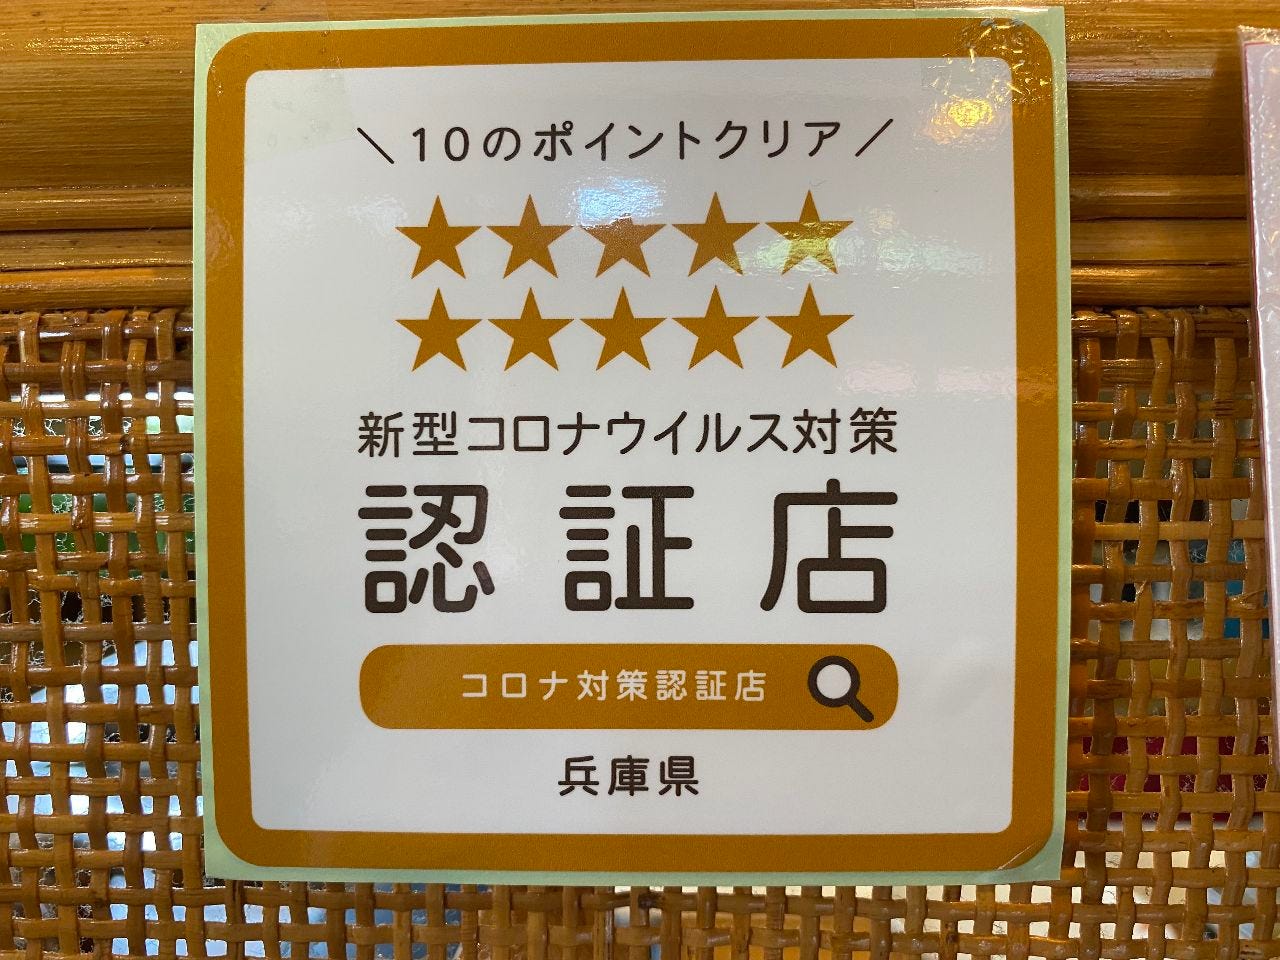 ＼10のポイントクリア／
★★★★★
★★★★★
新型コロナウイルス対策
認証店
コロナ対策認証店
兵庫県